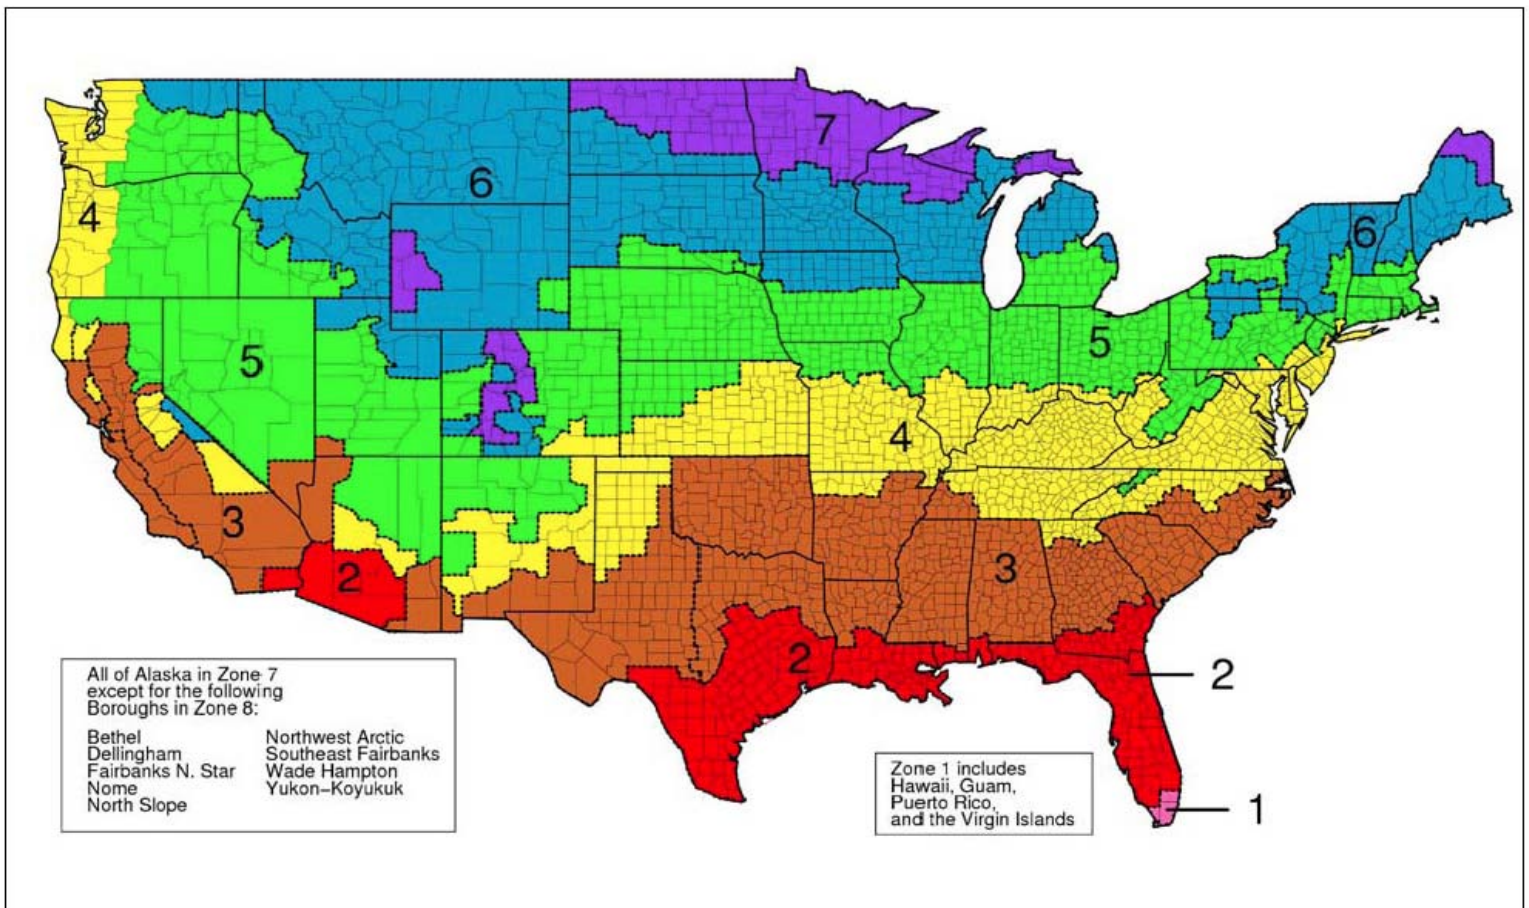 7
6
4
6
5
5
4
3
3
2
2
2
1
All of Alaska in Zone 7
except for the following
Boroughs in Zone 8:
Bethel
Dellingham
Fairbanks N. Star
Nome
North Slope
Northwest Arctic
Southeast Fairbanks
Wade Hampton
Yukon-Koyukuk
Zone 1 includes
Hawaii, Guam,
Puerto Rico,
and the Virgin Islands